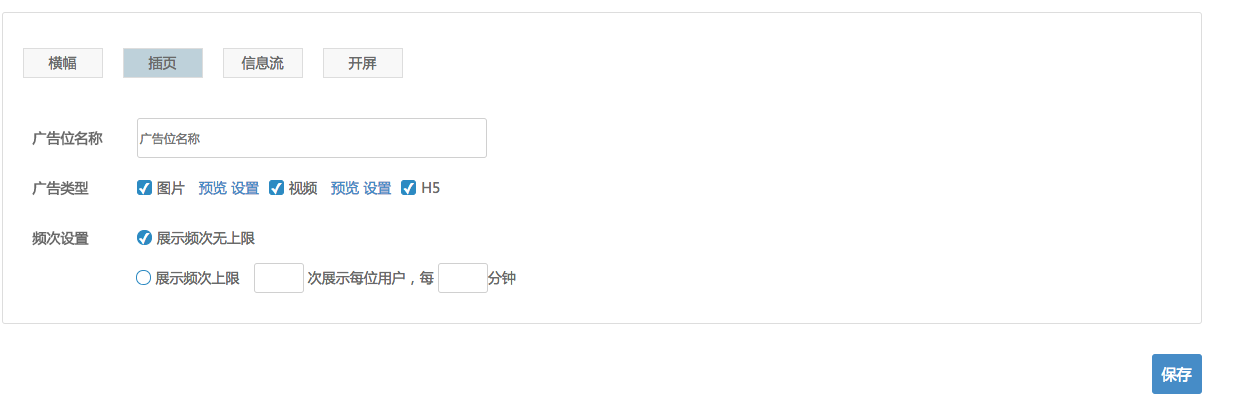 横幅 插页 信息流 开屏
广告位名称 广告位名称
广告类型 图片 预览 设置 视频 预览 设置 H5
频次设置 展示频次无上限
展示频次上限 次展示每位用户，每 分钟
保存